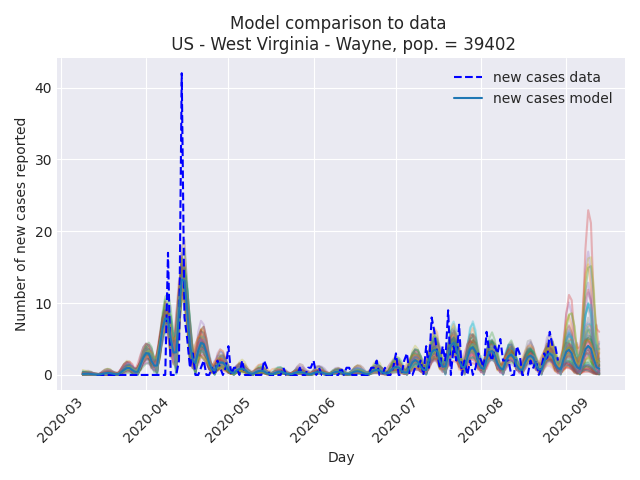 Model comparison to data
US - West Virginia - Wayne, pop. = 39402
new cases data
new cases model
Number of new cases reported
40
30
20
10
0
2020-03
2020-04
2020-05
2020-06
2020-07
2020-08
2020-09
Day